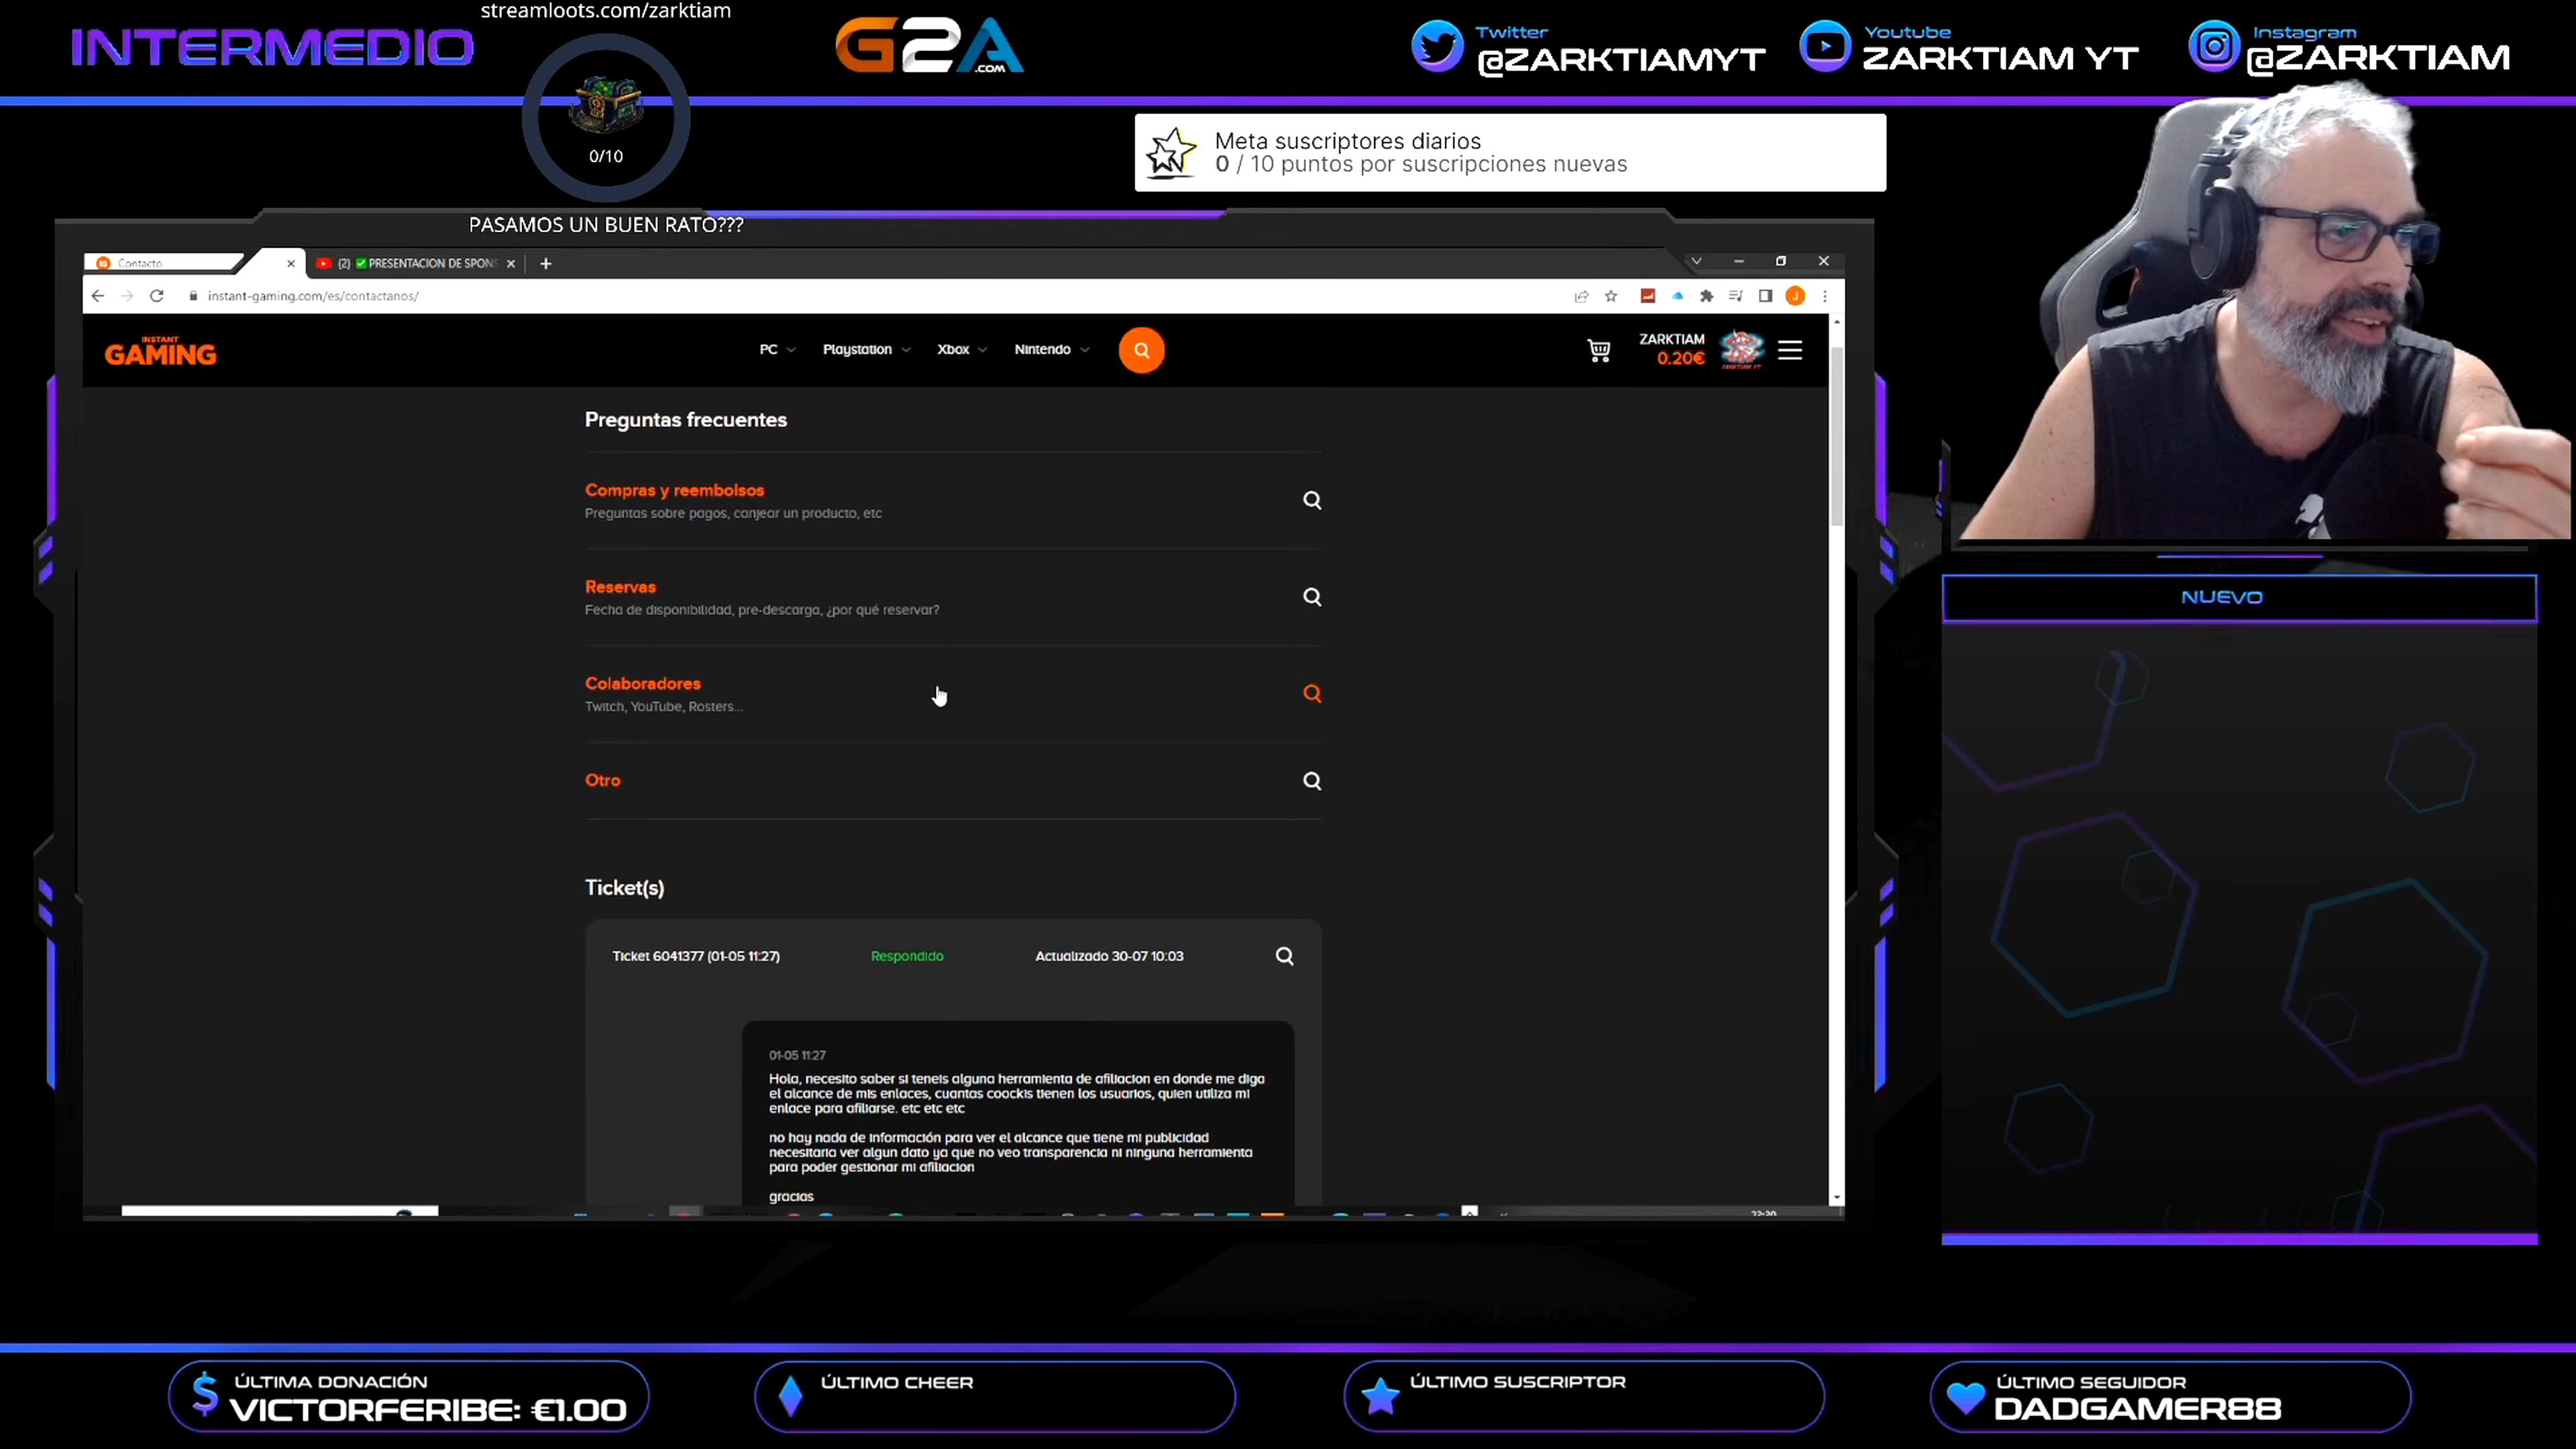 streamloots.com/zarktiam
INTERMEDIO
G2A
.COM
Twitter
@ZARKTIAMYT
Youtube
ZARKTIAM YT
Instagram
@ZARKTIAM
0/10
Meta suscriptores diarios
0 / 10 puntos por suscripciones nuevas
PASAMOS UN BUEN RATO???
Contacto
(2) ✅ PRESENTACION DE SPONS
instant-gaming.com/es/contactanos/
J
INSTANT
GAMING
PC
Playstation
Xbox
Nintendo
ZARKTIAM
0.20€
Preguntas frecuentes
Compras y reembolsos
Preguntas sobre pagos, canjear un producto, etc
Reservas
Fecha de disponibilidad, pre-descarga, ¿por qué reservar?
Colaboradores
Twitch, YouTube, Rosters...
Otro
Ticket(s)
Ticket 6041377 (01-05 11:27)
Respondido
Actualizado 30-07 10:03
01-05 11:27
Hola, necesito saber si teneis alguna herramienta de afiliacion en donde me diga
el alcance de mis enlaces, cuantas coockis tienen los usuarios, quien utiliza mi
enlace para afiliarse. etc etc etc
no hay nada de información para ver el alcance que tiene mi publicidad
necesitaria ver algun dato ya que no veo transparencia ni ninguna herramienta
para poder gestionar mi afiliacion
gracias
NUEVO
ÚLTIMA DONACIÓN
VICTORFERIBE: €1.00
ÚLTIMO CHEER
ÚLTIMO SUSCRIPTOR
ÚLTIMO SEGUIDOR
DADGAMER88